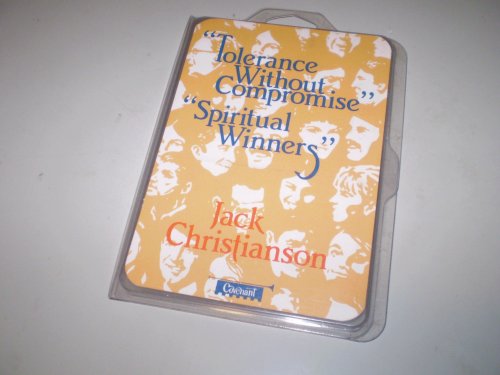 “Tolerance
Without
Compromise”
“Spiritual
Winners”
Jack
Christianson
Covenant